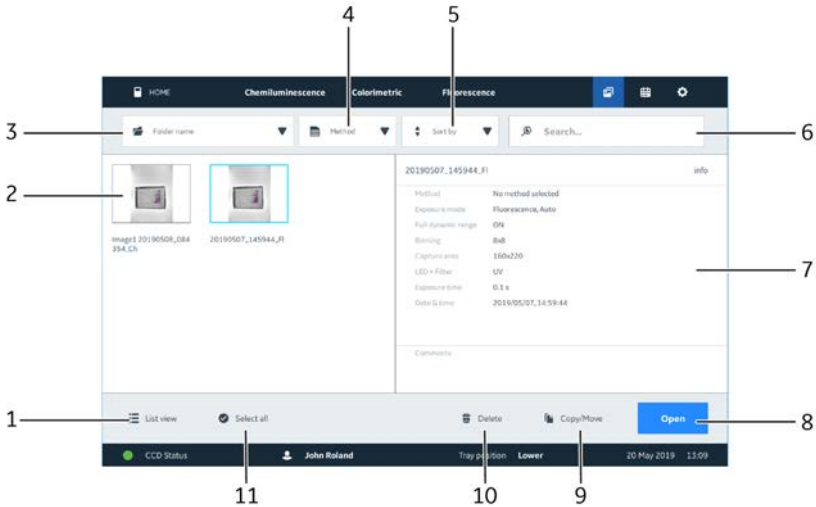 4
5
HOME Chemiluminescence Colorimetric Fluorescence
3
Folder name Method Sort by Search...
6
20190507_145944_Fl info
2
Method No method selected
Exposure mode Fluorescence, Auto
Full dynamic range ON
Binning 8x8
Capture area 160x220
LED + Filter UV
Exposure time 0.1 s
Date & time 2019/05/07, 14:59:44
7
image1 20190508_084
354_Ch
20190507_145944_Fl
Comments
1
List view Select all Delete Copy/Move Open
8
CCD Status John Roland Tray position Lower 20 May 2019 13:09
11
10
9